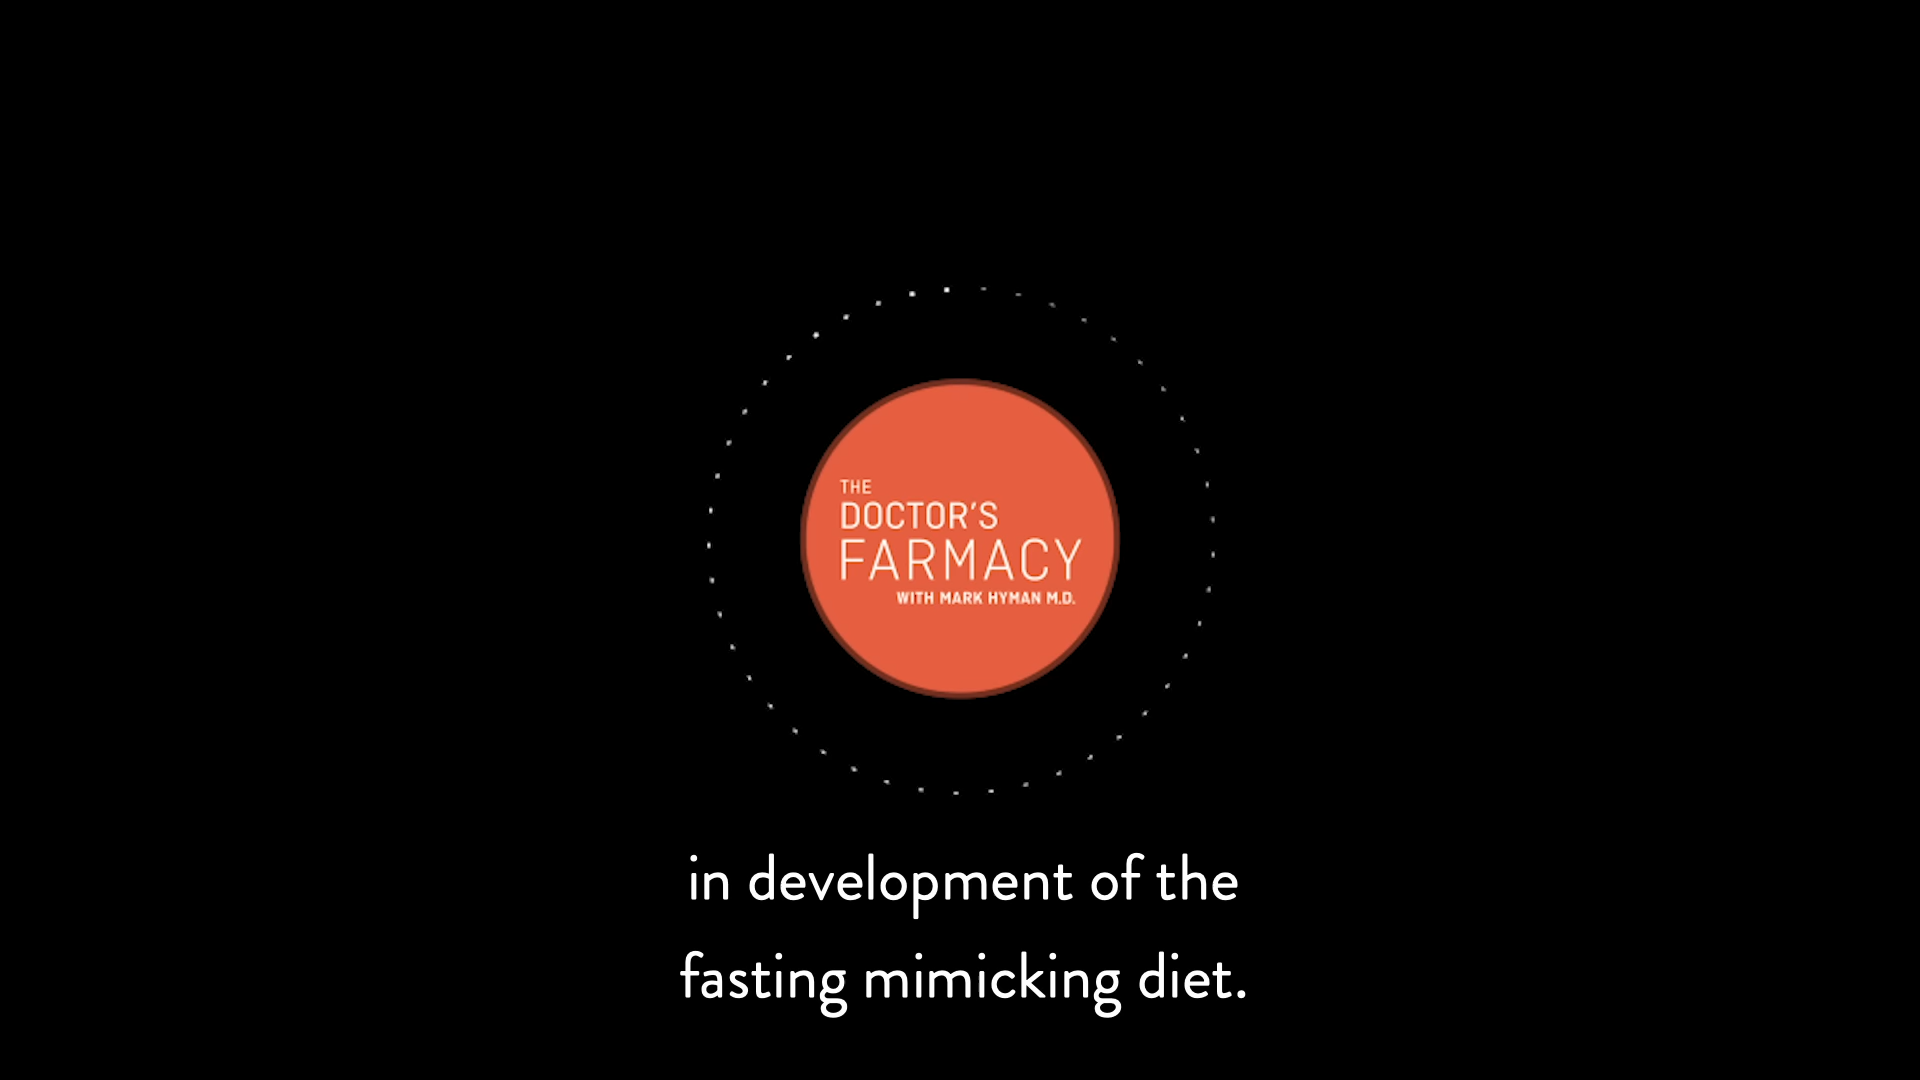 THE
DOCTOR'S
FARMACY
WITH MARK HYMAN M.D.
in development of the
fasting mimicking diet.